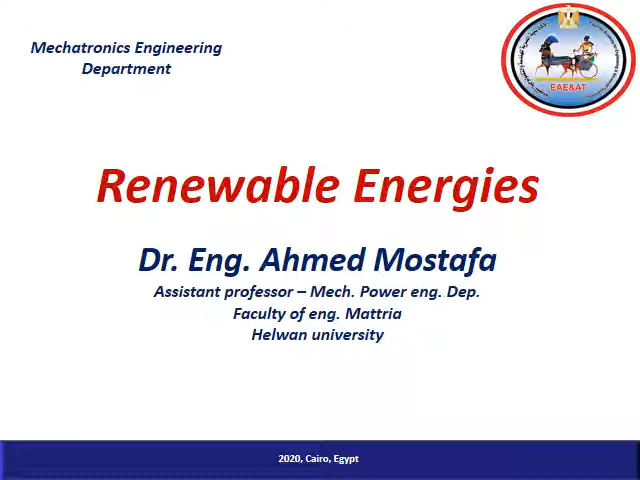 Mechatronics Engineering
Department
EAE&AT
Renewable Energies
Dr. Eng. Ahmed Mostafa
Assistant professor – Mech. Power eng. Dep.
Faculty of eng. Mattria
Helwan university
2020, Cairo, Egypt